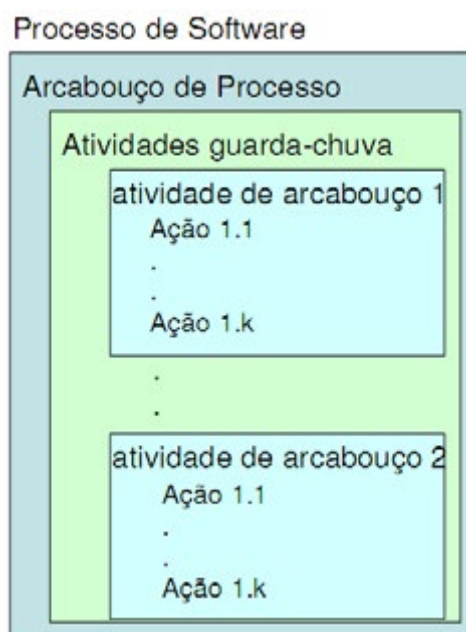 Processo de Software
Arcabouço de Processo
Atividades guarda-chuva
atividade de arcabouço 1
Ação 1.1
.
.
Ação 1.k
.
.
atividade de arcabouço 2
Ação 1.1
.
.
Ação 1.k